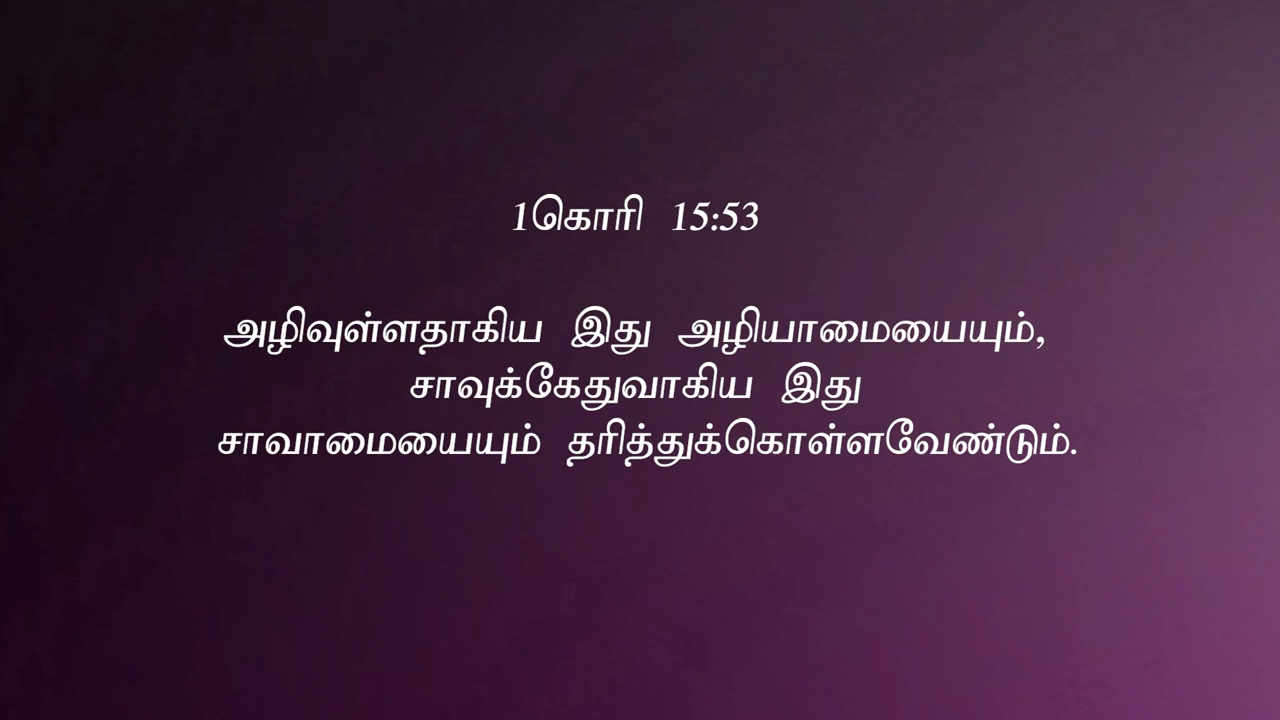 1கொரி 15:53
அழிவுள்ளதாகிய இது அழியாமையையும்,
சாவுக்கேதுவாகிய இது
சாவாமையையும் தரித்துக்கொள்ளவேண்டும்.